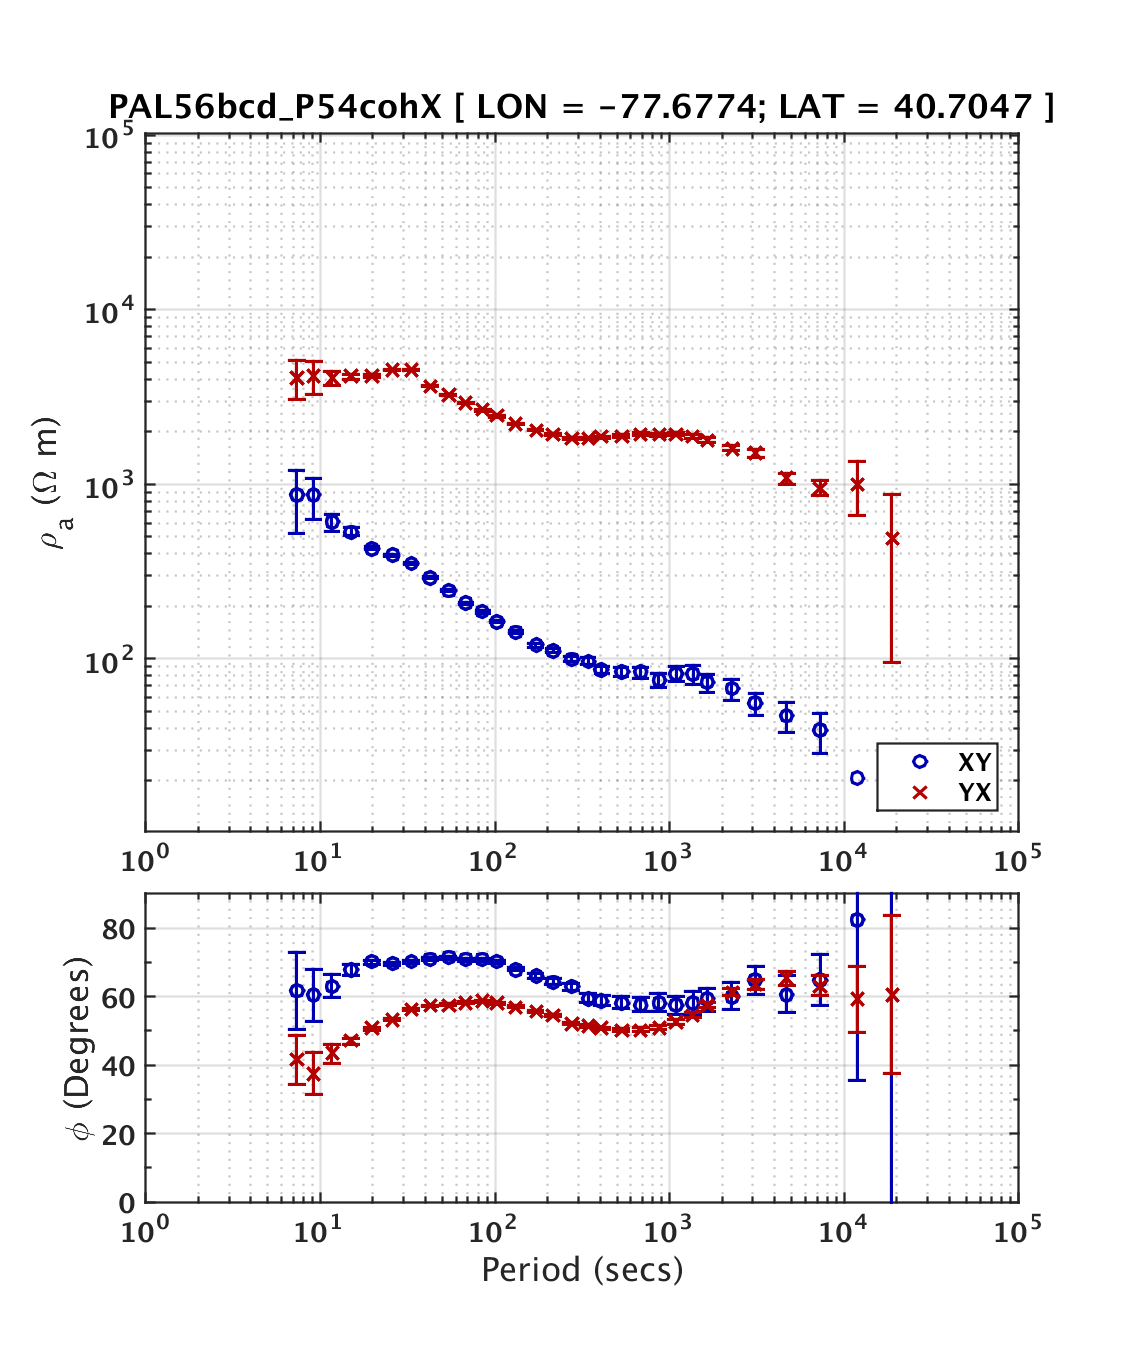 PAL56bcd_P54cohX [ LON = -77.6774; LAT = 40.7047 ]
10^5
10^4
10^3
10^2
ρa (Ω m)
XY
YX
10^0 10^1 10^2 10^3 10^4 10^5
80
60
40
20
0
ϕ (Degrees)
10^0 10^1 10^2 10^3 10^4 10^5
Period (secs)